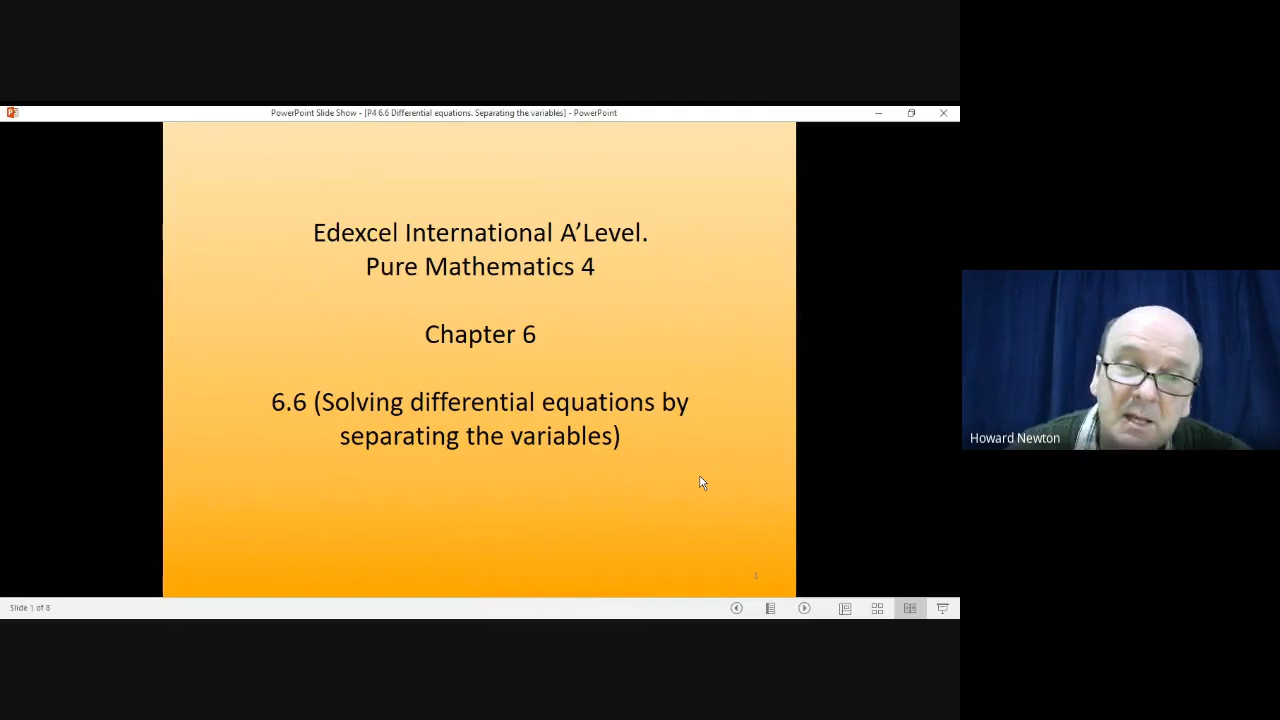 PowerPoint Slide Show - [P4 6.6 Differential equations. Separating the variables] - PowerPoint
Edexcel International A’Level.
Pure Mathematics 4
Chapter 6
6.6 (Solving differential equations by
separating the variables)
Howard Newton
1
Slide 1 of 8